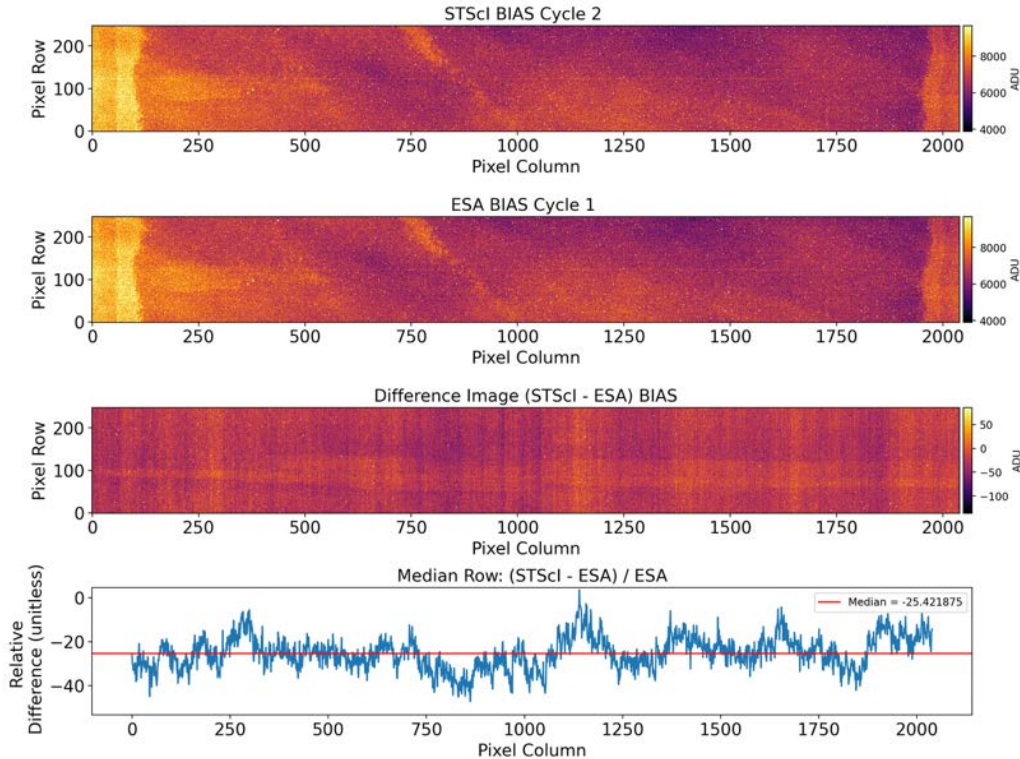 STScI BIAS Cycle 2
Pixel Row
200
100
0
0 250 500 750 1000 1250 1500 1750 2000
Pixel Column
8000
6000
4000
ADU
ESA BIAS Cycle 1
Pixel Row
200
100
0
0 250 500 750 1000 1250 1500 1750 2000
Pixel Column
8000
6000
4000
ADU
Difference Image (STScI - ESA) BIAS
Pixel Row
200
100
0
0 250 500 750 1000 1250 1500 1750 2000
Pixel Column
50
0
−50
−100
ADU
Median Row: (STScI - ESA) / ESA
Relative
Difference (unitless)
0
−20
−40
Median = -25.421875
0 250 500 750 1000 1250 1500 1750 2000
Pixel Column